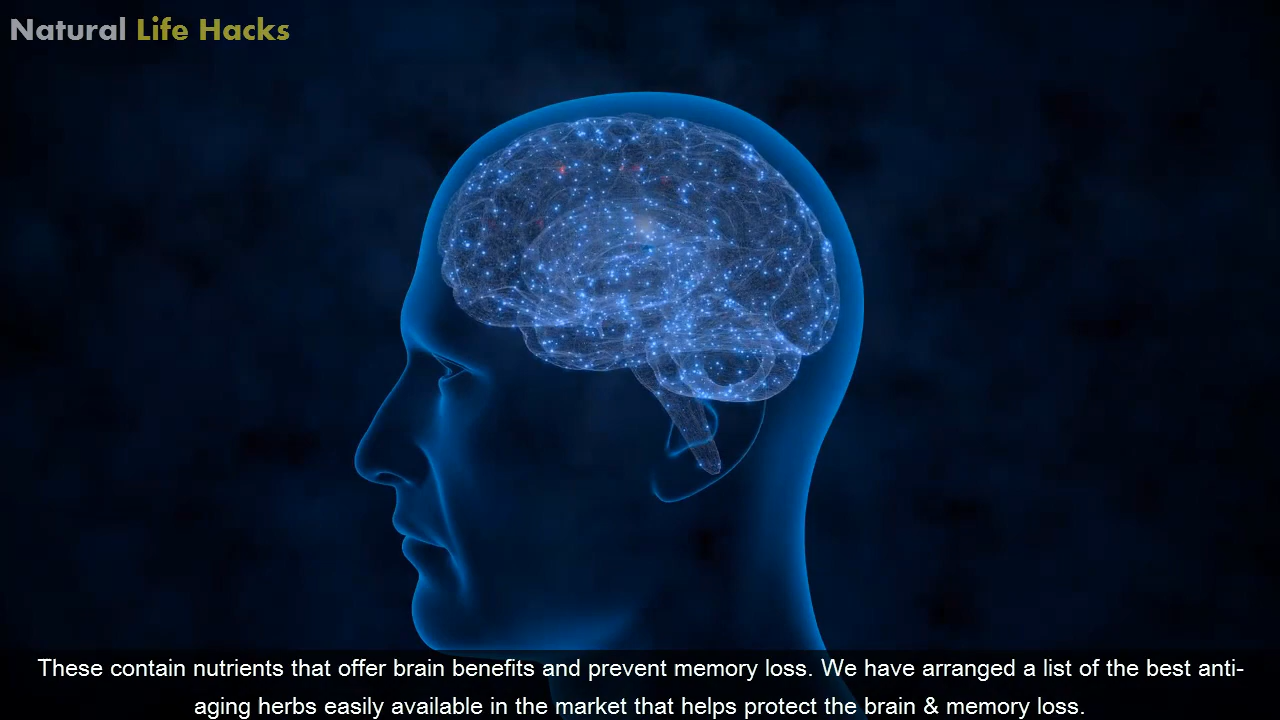 Natural Life Hacks
These contain nutrients that offer brain benefits and prevent memory loss. We have arranged a list of the best anti-
aging herbs easily available in the market that helps protect the brain & memory loss.